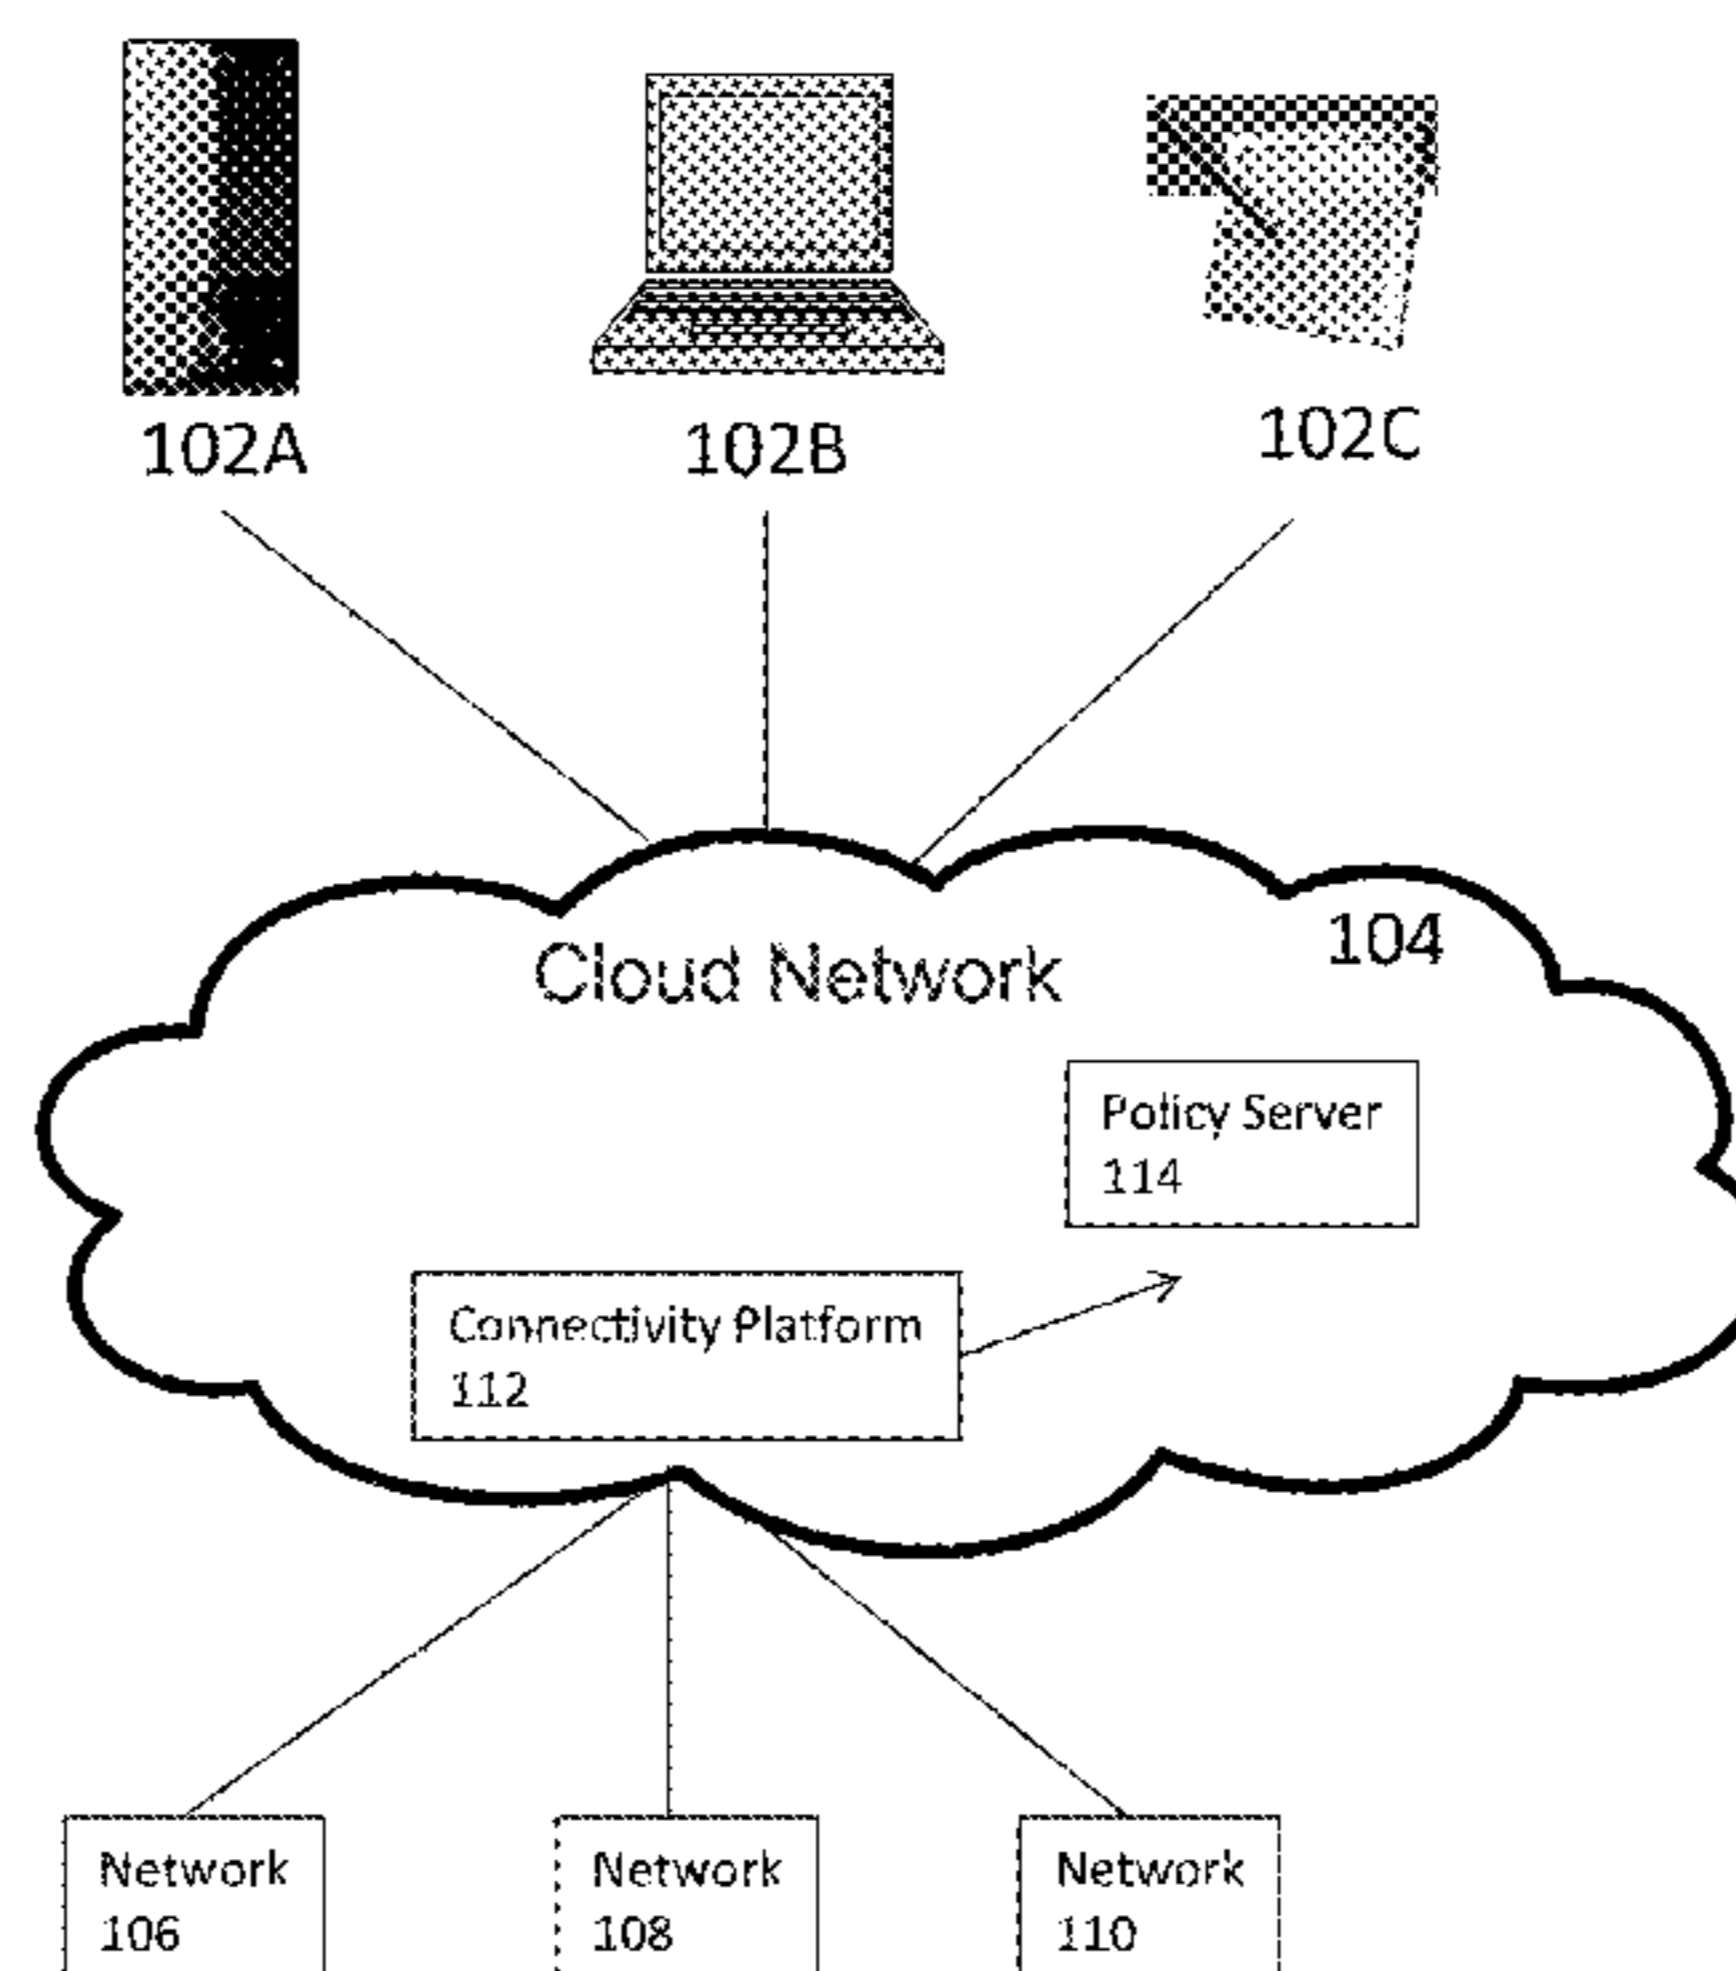 102A
102B
102C
104
Cloud Network
Policy Server
114
Connectivity Platform
112
Network
106
Network
108
Network
110